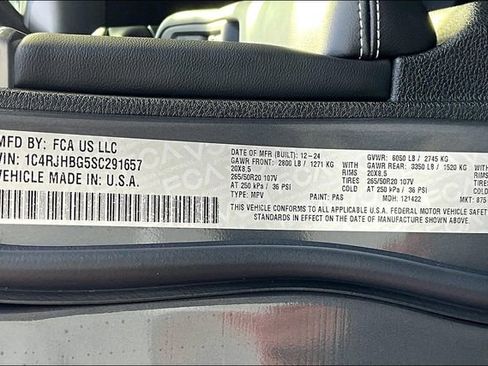 MFD BY: FCA US LLC
VIN: 1C4RJHBG5SC291657
VEHICLE MADE IN U.S.A.
DATE OF MFR (BUILT): 12-24
GVWR: 6050 LB / 2745 KG
GAWR FRONT: 2800 LB / 1271 KG
GAWR REAR: 3350 LB / 1520 KG
20X8.5
RIMS
20X8.5
RIMS
265/50R20 107V
TIRES
265/50R20 107V
TIRES
AT 250 kPa / 36 PSI
AT 250 kPa / 36 PSI
TYPE: MPV
PAINT: PAS
MDH: 121422
MKT: 875
THIS VEHICLE CONFORMS TO ALL APPLICABLE U.S.A. FEDERAL MOTOR VEHICLE SAFETY
STANDARDS IN EFFECT ON THE DATE OF MANUFACTURE SHOWN ABOVE.